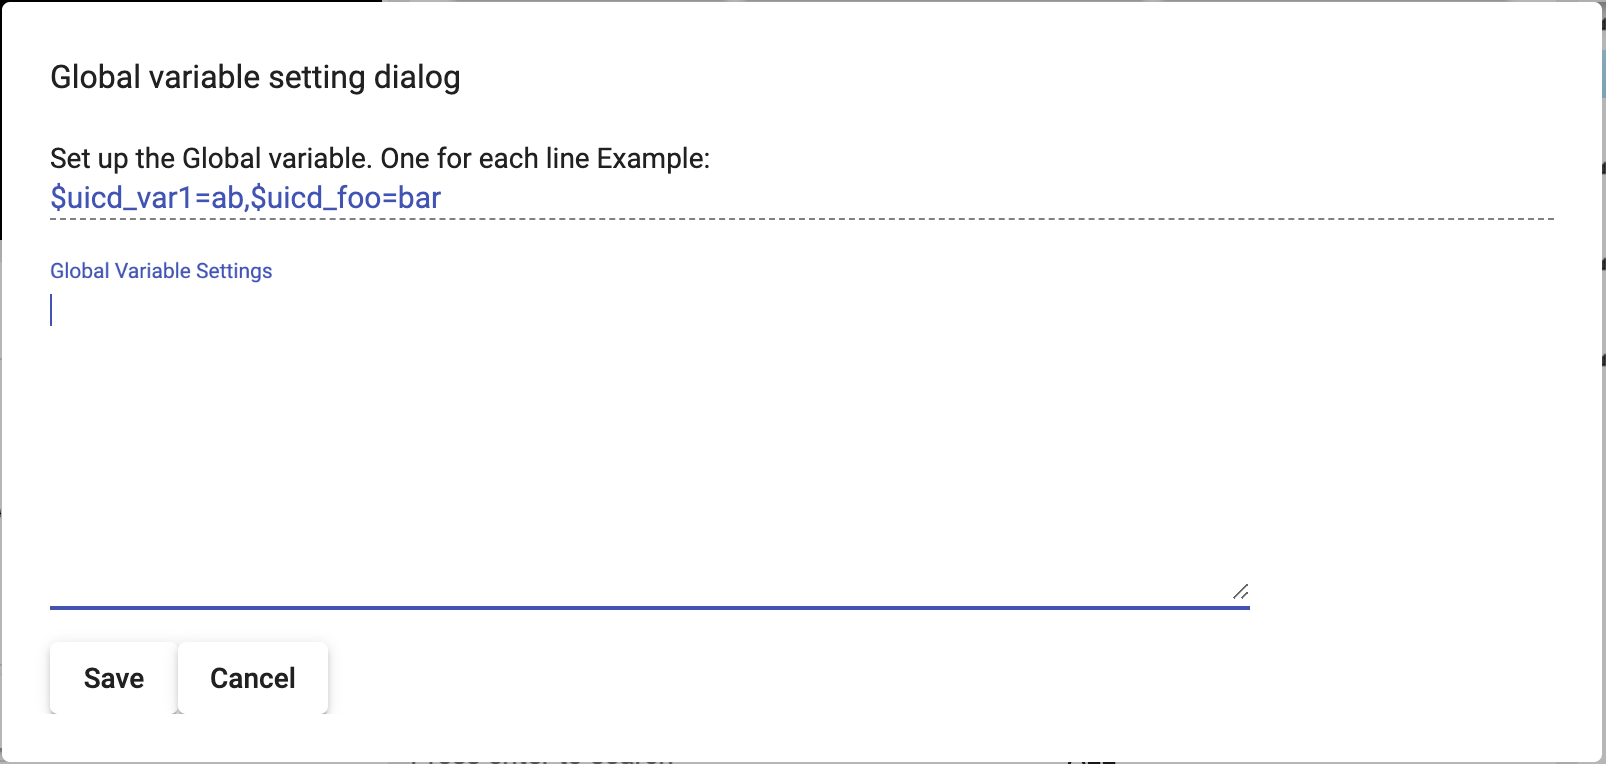 Global variable setting dialog
Set up the Global variable. One for each line Example:
$uicd_var1=ab,$uicd_foo=bar
Global Variable Settings
Save Cancel